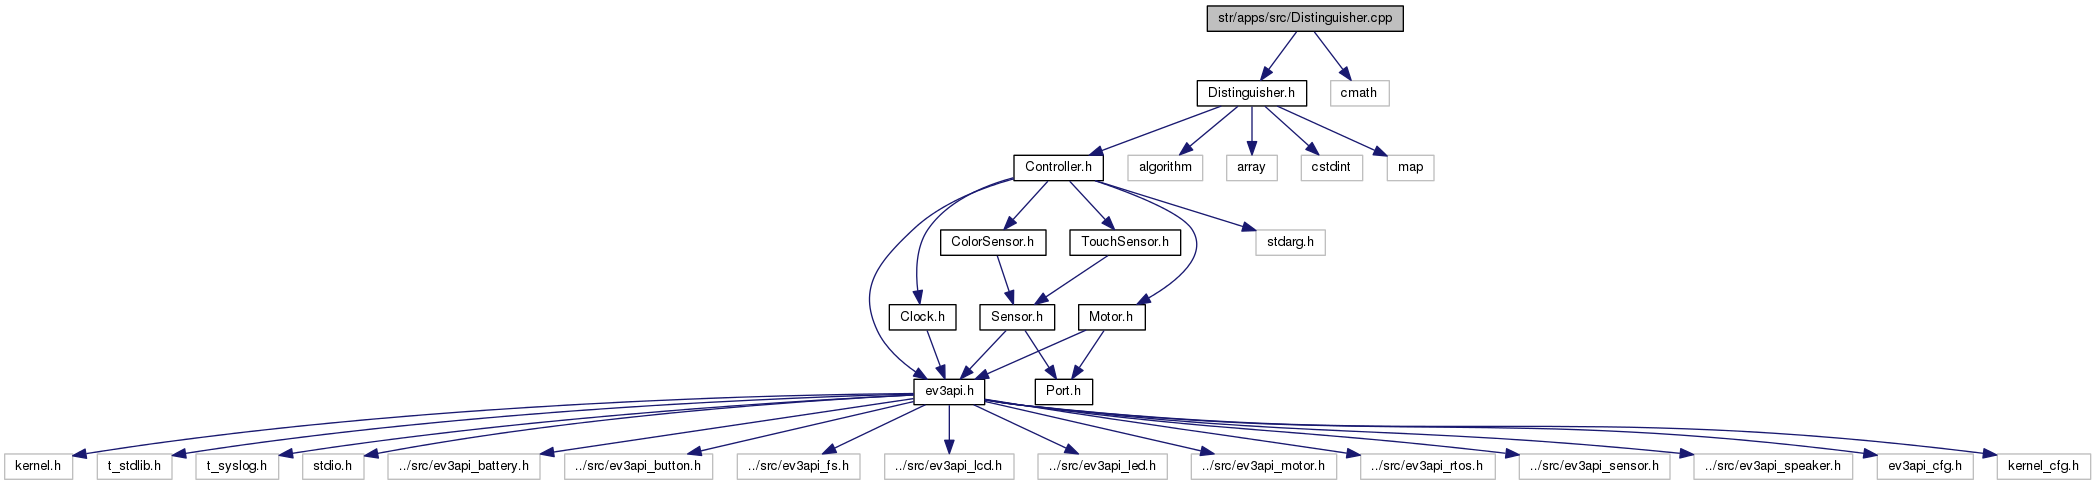 str/apps/src/Distinguisher.cpp
Distinguisher.h
cmath
Controller.h
algorithm
array
cstdint
map
ColorSensor.h
TouchSensor.h
stdarg.h
Clock.h
Sensor.h
Motor.h
ev3api.h
Port.h
kernel.h
t_stdlib.h
t_syslog.h
stdio.h
../src/ev3api_battery.h
../src/ev3api_button.h
../src/ev3api_fs.h
../src/ev3api_lcd.h
../src/ev3api_led.h
../src/ev3api_motor.h
../src/ev3api_rtos.h
../src/ev3api_sensor.h
../src/ev3api_speaker.h
ev3api_cfg.h
kernel_cfg.h